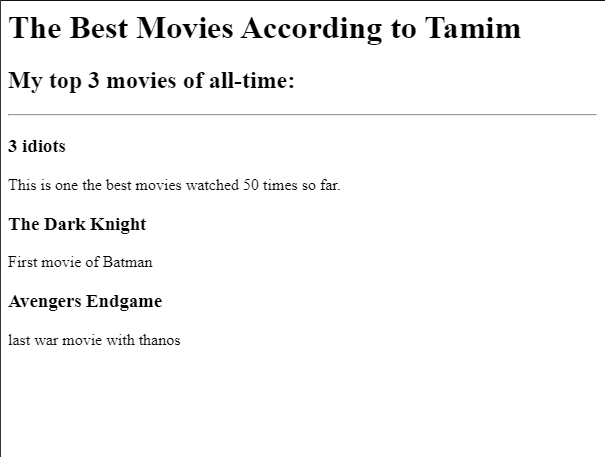 The Best Movies According to Tamim
My top 3 movies of all-time:
3 idiots
This is one the best movies watched 50 times so far.
The Dark Knight
First movie of Batman
Avengers Endgame
last war movie with thanos